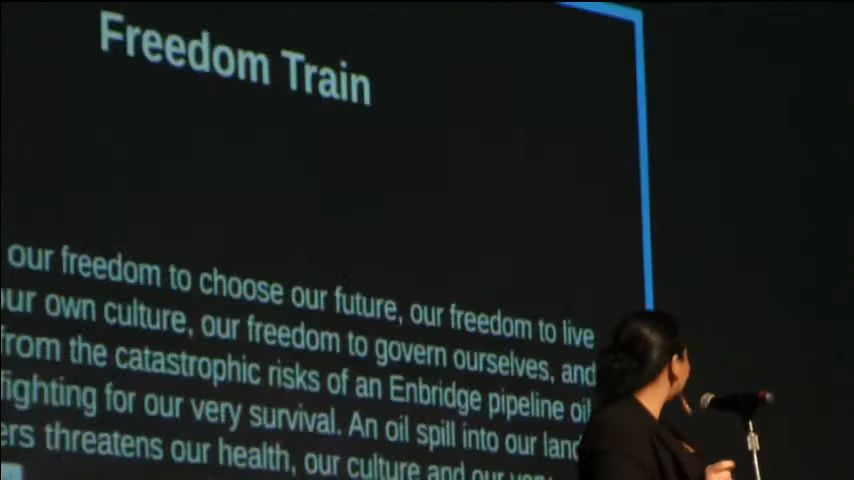 Freedom Train
our freedom to choose our future, our freedom to live
our own culture, our freedom to govern ourselves, and
from the catastrophic risks of an Enbridge pipeline oil
fighting for our very survival. An oil spill into our land
threatens our health, our culture and our very